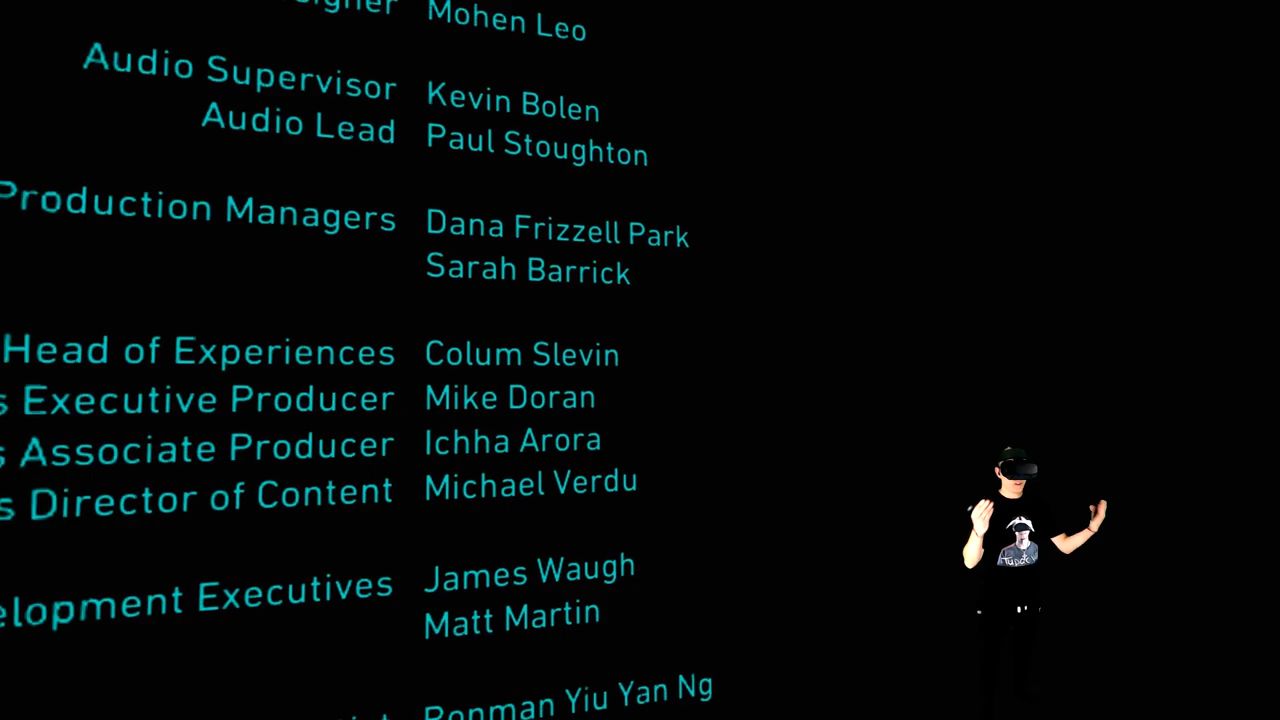 Mohen Leo
Audio Supervisor Kevin Bolen
Audio Lead Paul Stoughton
Production Managers Dana Frizzell Park
Sarah Barrick
Head of Experiences Colum Slevin
Executive Producer Mike Doran
Associate Producer Ichha Arora
Director of Content Michael Verdu
Executives James Waugh
Matt Martin
Ronman Yiu Yan Ng